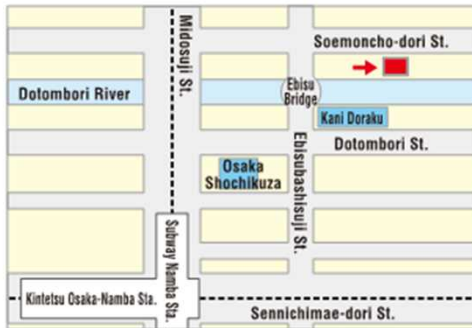 Soemoncho-dori St.
Midosuji St.
Dotombori River
Ebisu
Bridge
Kani Doraku
Dotombori St.
Osaka
Shochikuza
Ebisubashisuji St.
Subway Namba Sta.
Kintetsu Osaka-Namba Sta.
Sennichimae-dori St.